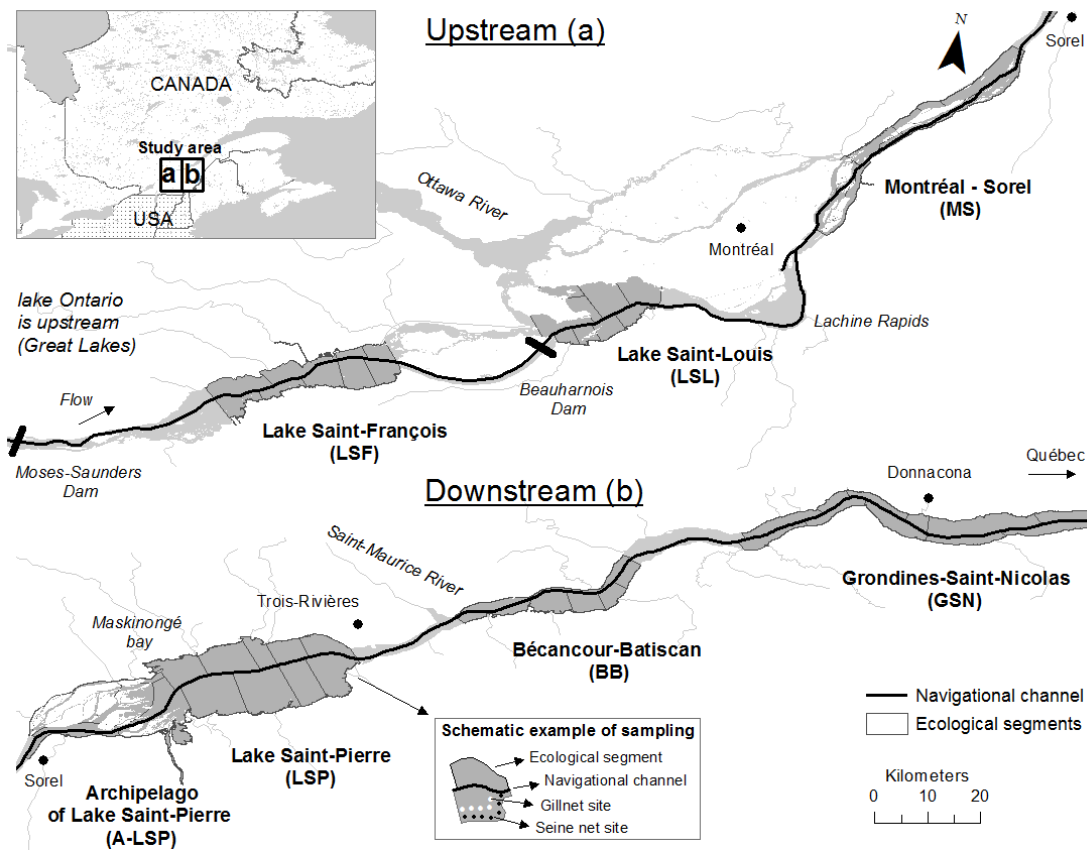 Upstream (a)
N
Sorel
CANADA
Study area
a b
USA
Ottawa River
Montréal - Sorel
(MS)
Montréal
lake Ontario
is upstream
(Great Lakes)
Lachine Rapids
Lake Saint-Louis
(LSL)
Flow
Beauharnois
Dam
Lake Saint-François
(LSF)
Moses-Saunders
Dam
Downstream (b)
Donnacona
Québec
Saint-Maurice River
Trois-Rivières
Grondines-Saint-Nicolas
(GSN)
Maskinongé
bay
Bécancour-Batiscan
(BB)
Navigational channel
Ecological segments
Schematic example of sampling
Ecological segment
Navigational channel
Gillnet site
Seine net site
Lake Saint-Pierre
(LSP)
Sorel
Archipelago
of Lake Saint-Pierre
(A-LSP)
Kilometers
0 10 20